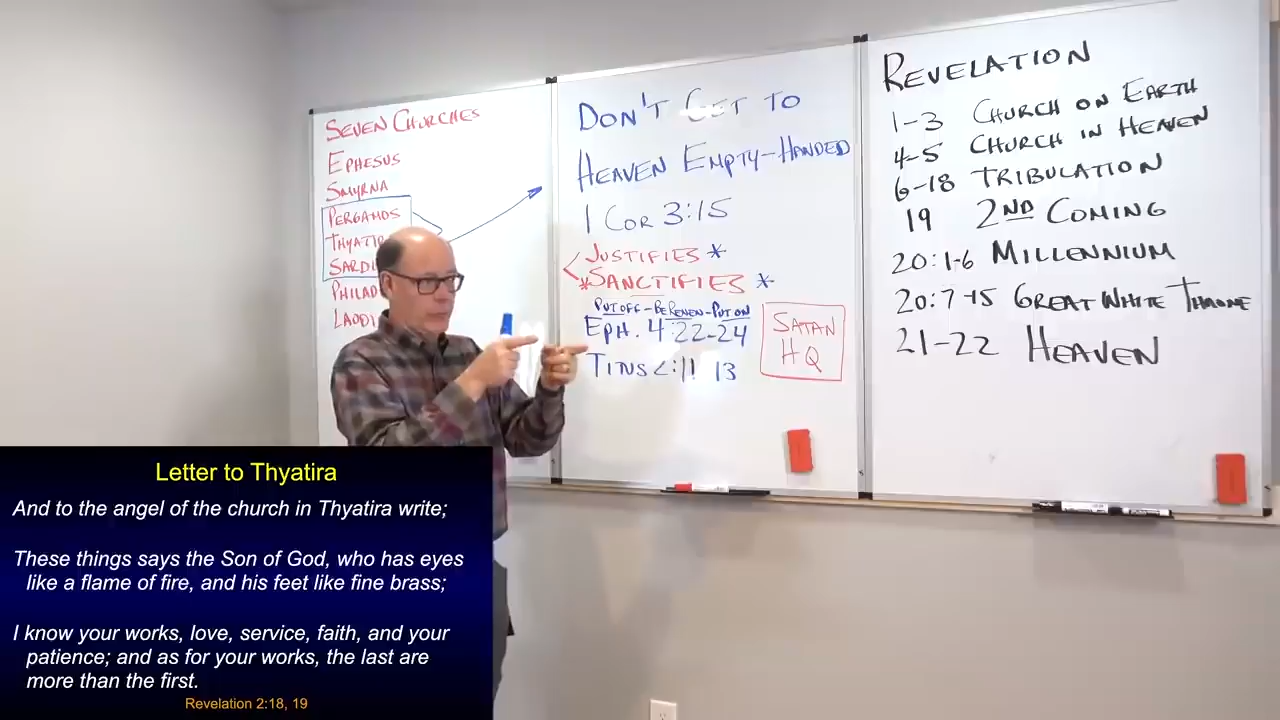 SEVEN CHURCHES
EPHESUS
SMYRNA
PERGAMOS
THYATIR
SARDI
PHILAD
LAODI
DON'T GET TO
HEAVEN EMPTY-HANDED
1 COR 3:15
JUSTIFIES *
*SANCTIFIES *
PUT OFF - BE RENEW - PUT ON
EPH. 4:22-24
SATAN
HQ
REVELATION
1-3 CHURCH ON EARTH
4-5 CHURCH IN HEAVEN
6-18 TRIBULATION
19 2ND COMING
20:1-6 MILLENNIUM
20:7-15 GREAT WHITE THRONE
21-22 HEAVEN
Letter to Thyatira
And to the angel of the church in Thyatira write;
These things says the Son of God, who has eyes
like a flame of fire, and his feet like fine brass;
I know your works, love, service, faith, and your
patience; and as for your works, the last are
more than the first.
Revelation 2:18, 19